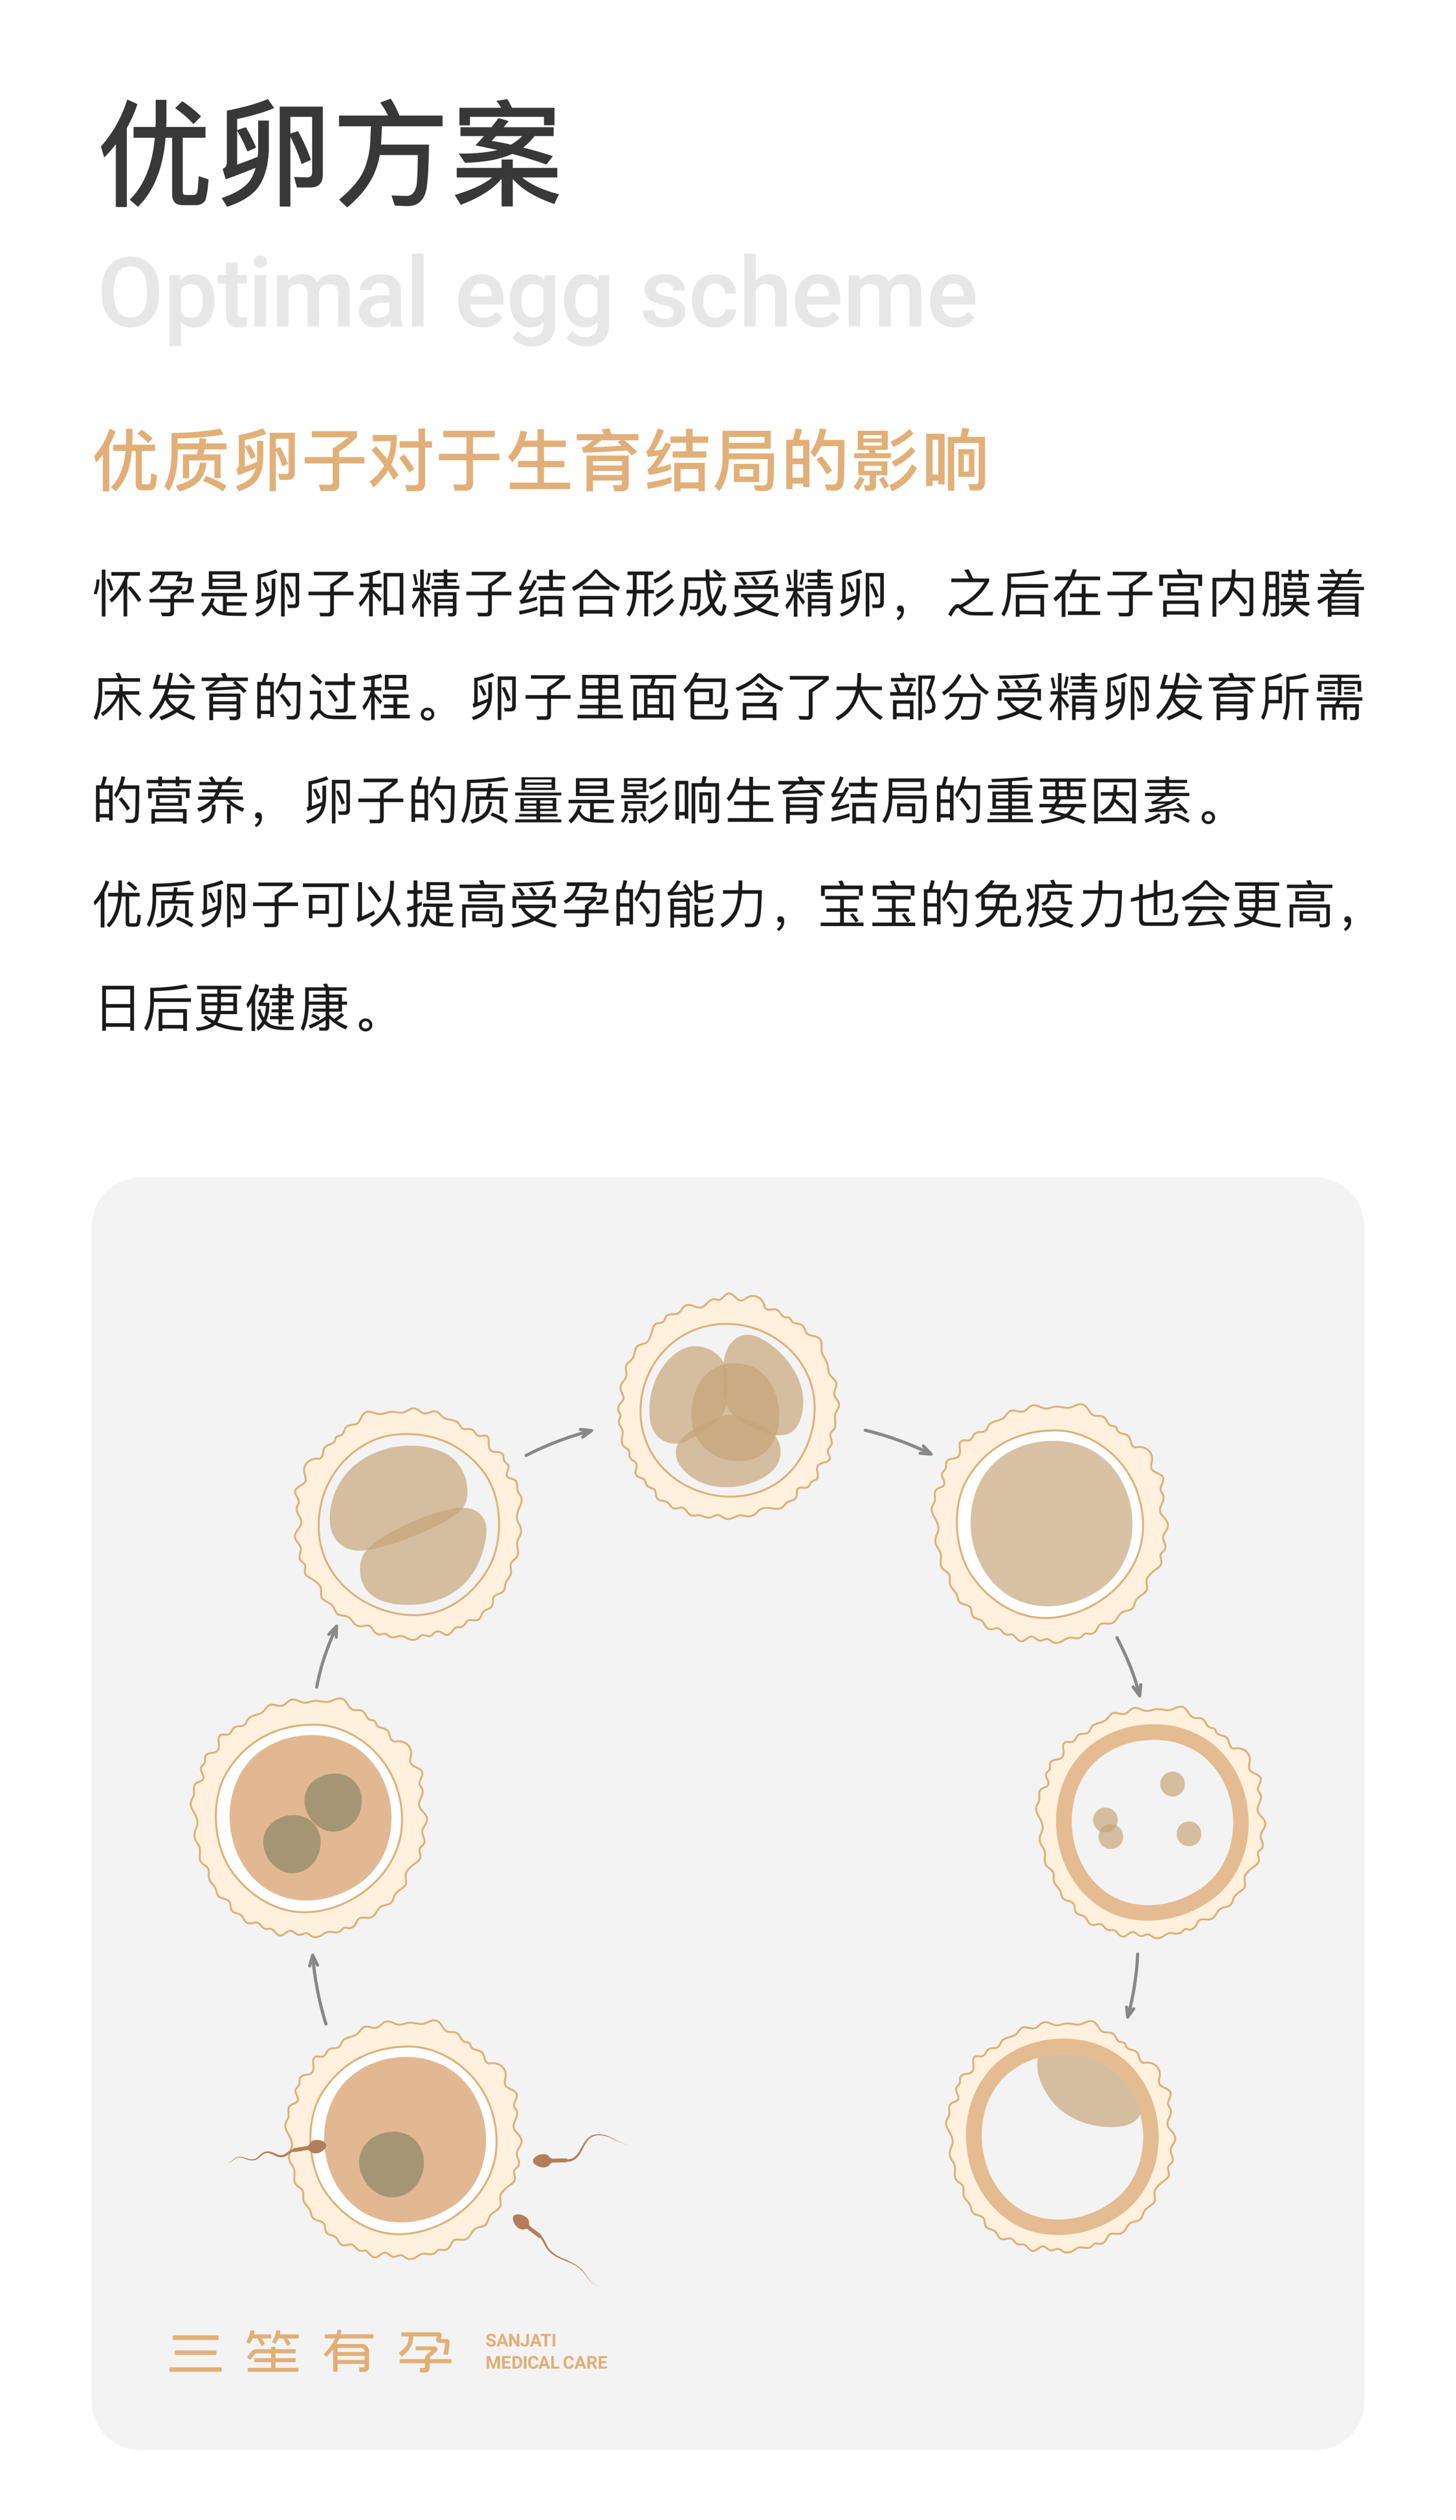 优卵方案
Optional egg scheme
优质卵子对于生育结局的影响
怀孕是卵子和精子结合形成受精卵，之后在宫内膜着
床发育的过程。卵子里面包含了大部分受精卵胚发育所需
的营养，卵子的质量是影响生育结局的重要因素。
优质卵子可以提高受孕的能力，宝宝的免疫力也会更高，
日后更健康。
三笙有孕
SANJATI
MEDICAL CARE